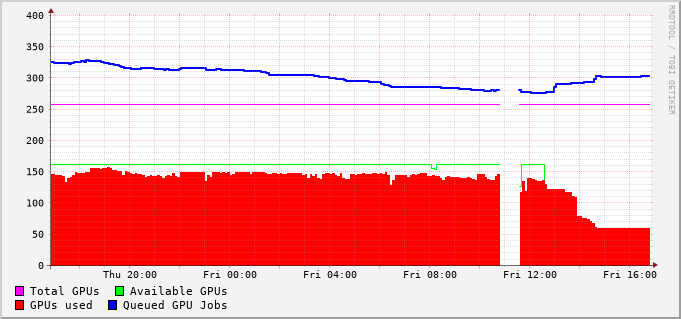 400
350
300
250
200
150
100
50
0
Thu 20:00 Fri 00:00 Fri 04:00 Fri 08:00 Fri 12:00 Fri 16:00
Total GPUs Available GPUs
GPUs used Queued GPU Jobs
RRDTOOL / TOBI OETIKER